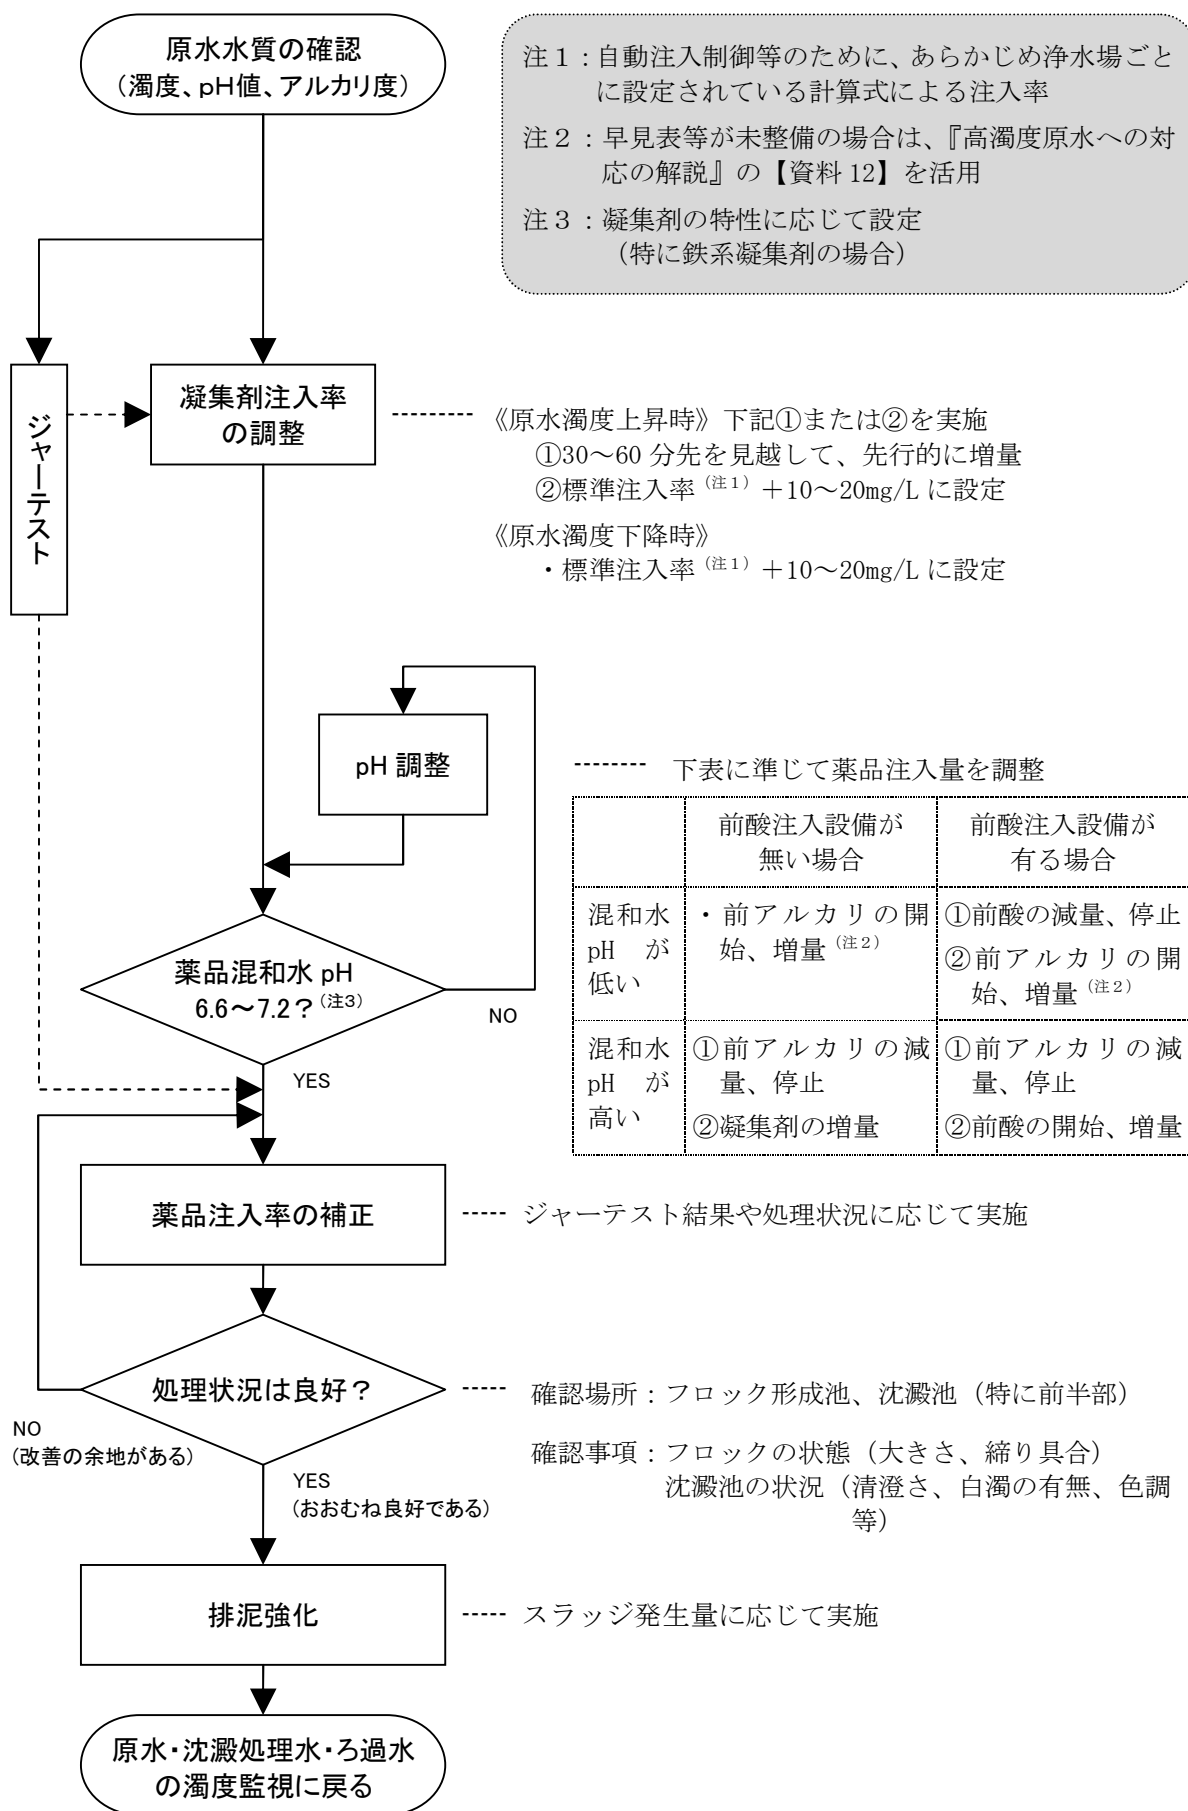 原水水質の確認
（濁度、pH値、アルカリ度）
注１：自動注入制御等のために、あらかじめ浄水場ごと
に設定されている計算式による注入率
注２：早見表等が未整備の場合は、『高濁度原水への対
応の解説』の【資料 12】を活用
注３：凝集剤の特性に応じて設定
（特に鉄系凝集剤の場合）
ジャーテスト
凝集剤注入率
の調整
《原水濁度上昇時》下記①または②を実施
①30～60 分先を見越して、先行的に増量
②標準注入率（注１）＋10～20mg/L に設定
《原水濁度下降時》
・標準注入率（注１）＋10～20mg/L に設定
pH 調整
下表に準じて薬品注入量を調整
前酸注入設備が
無い場合
前酸注入設備が
有る場合
混和水
pH が
低い
・前アルカリの開
始、増量（注２）
①前酸の減量、停止
②前アルカリの開
始、増量（注２）
混和水
pH が
高い
①前アルカリの減
量、停止
②凝集剤の増量
①前アルカリの減
量、停止
②前酸の開始、増量
薬品混和水 pH
6.6～7.2？（注3）
NO
YES
薬品注入率の補正
ジャーテスト結果や処理状況に応じて実施
処理状況は良好？
NO
（改善の余地がある）
YES
（おおむね良好である）
確認場所：フロック形成池、沈澱池（特に前半部）
確認事項：フロックの状態（大きさ、締り具合）
沈澱池の状況（清澄さ、白濁の有無、色調
等）
排泥強化
スラッジ発生量に応じて実施
原水・沈澱処理水・ろ過水
の濁度監視に戻る